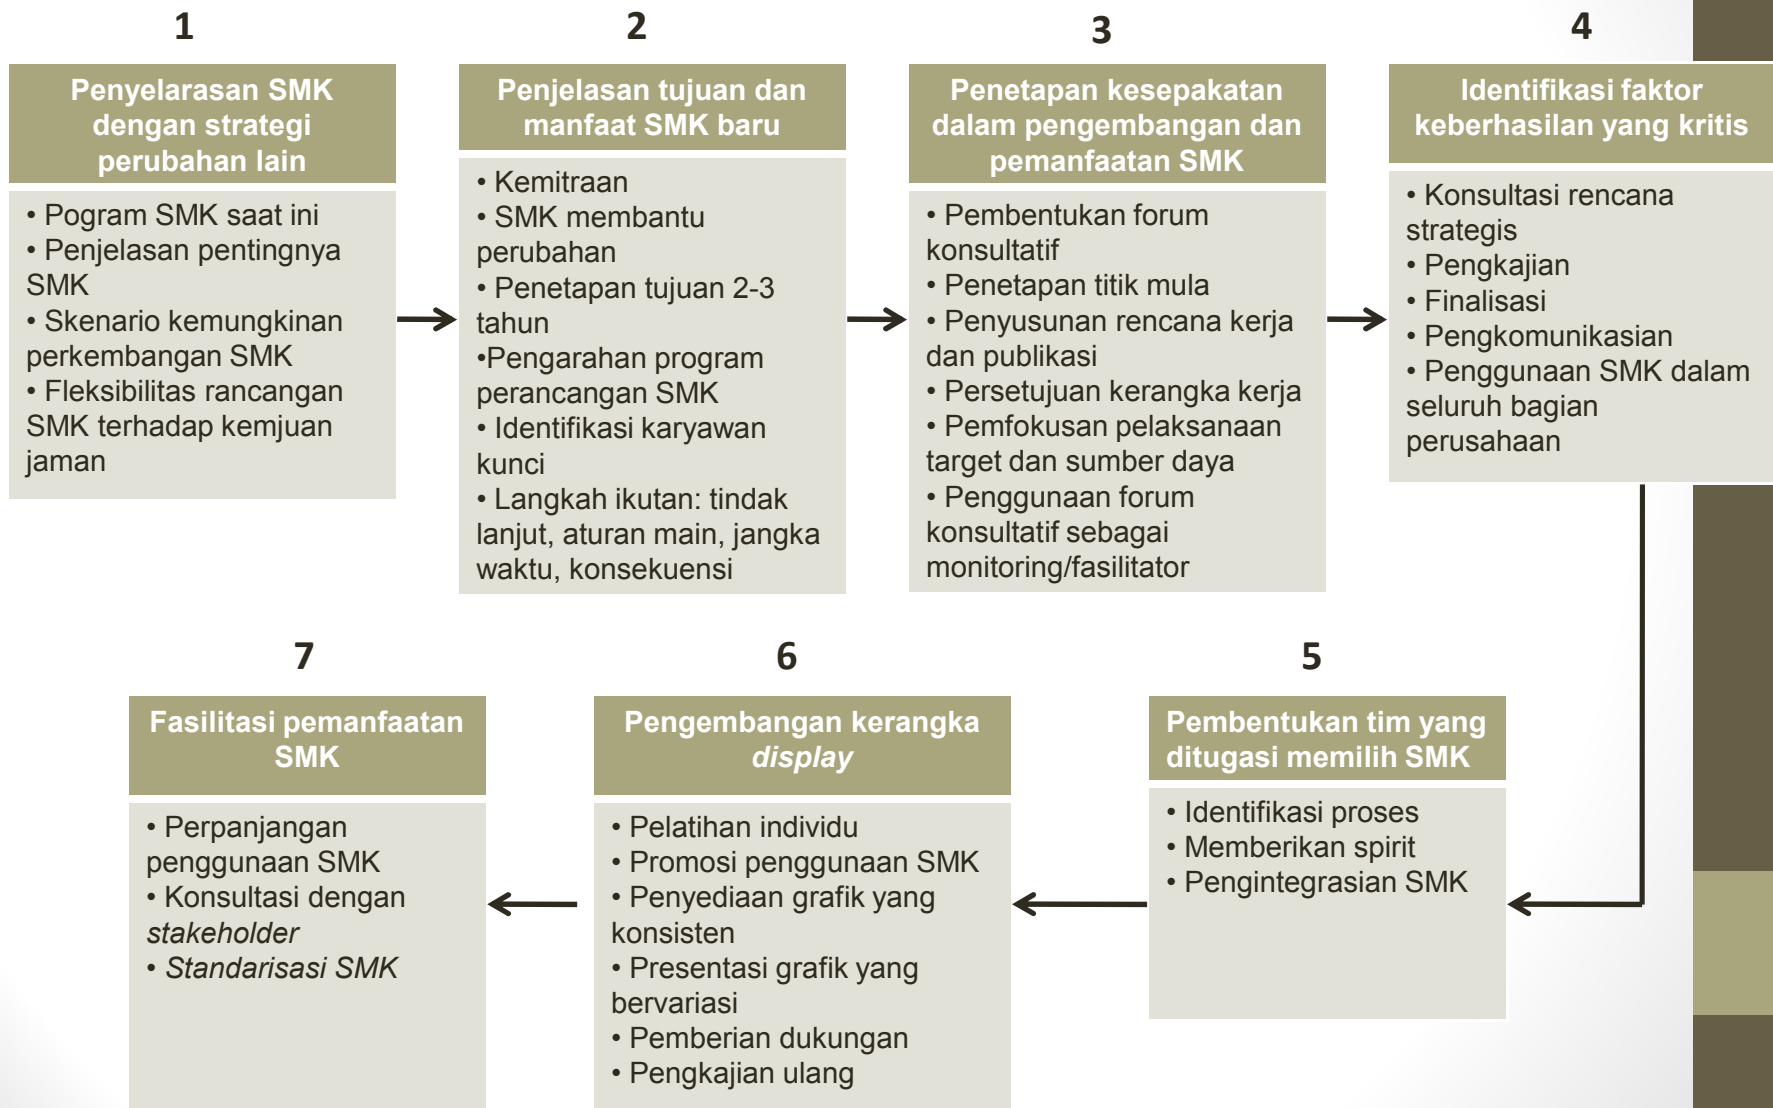 1
Penyelarasan SMK
dengan strategi
perubahan lain
• Pogram SMK saat ini
• Penjelasan pentingnya
SMK
• Skenario kemungkinan
perkembangan SMK
• Fleksibilitas rancangan
SMK terhadap kemjuan
jaman
2
Penjelasan tujuan dan
manfaat SMK baru
• Kemitraan
• SMK membantu
perubahan
• Penetapan tujuan 2-3
tahun
•Pengarahan program
perancangan SMK
• Identifikasi karyawan
kunci
• Langkah ikutan: tindak
lanjut, aturan main, jangka
waktu, konsekuensi
3
Penetapan kesepakatan
dalam pengembangan dan
pemanfaatan SMK
• Pembentukan forum
konsultatif
• Penetapan titik mula
• Penyusunan rencana kerja
dan publikasi
• Persetujuan kerangka kerja
• Pemfokusan pelaksanaan
target dan sumber daya
• Penggunaan forum
konsultatif sebagai
monitoring/fasilitator
4
Identifikasi faktor
keberhasilan yang kritis
• Konsultasi rencana
strategis
• Pengkajian
• Finalisasi
• Pengkomunikasian
• Penggunaan SMK dalam
seluruh bagian
perusahaan
5
Pembentukan tim yang
ditugasi memilih SMK
• Identifikasi proses
• Memberikan spirit
• Pengintegrasian SMK
6
Pengembangan kerangka
display
• Pelatihan individu
• Promosi penggunaan SMK
• Penyediaan grafik yang
konsisten
• Presentasi grafik yang
bervariasi
• Pemberian dukungan
• Pengkajian ulang
7
Fasilitasi pemanfaatan
SMK
• Perpanjangan
penggunaan SMK
• Konsultasi dengan
stakeholder
• Standarisasi SMK